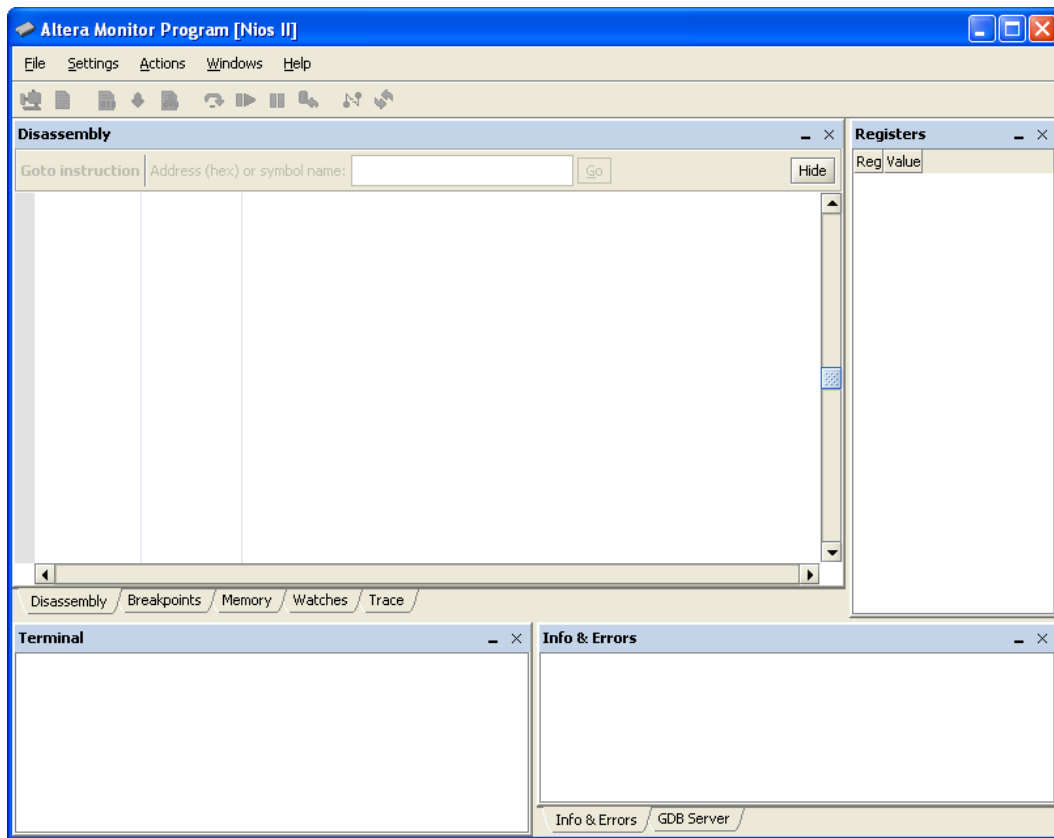 Altera Monitor Program [Nios II]
File Settings Actions Windows Help
Disassembly
Goto instruction Address (hex) or symbol name: Go Hide
Registers
Reg Value
Disassembly Breakpoints Memory Watches Trace
Terminal
Info & Errors
Info & Errors GDB Server